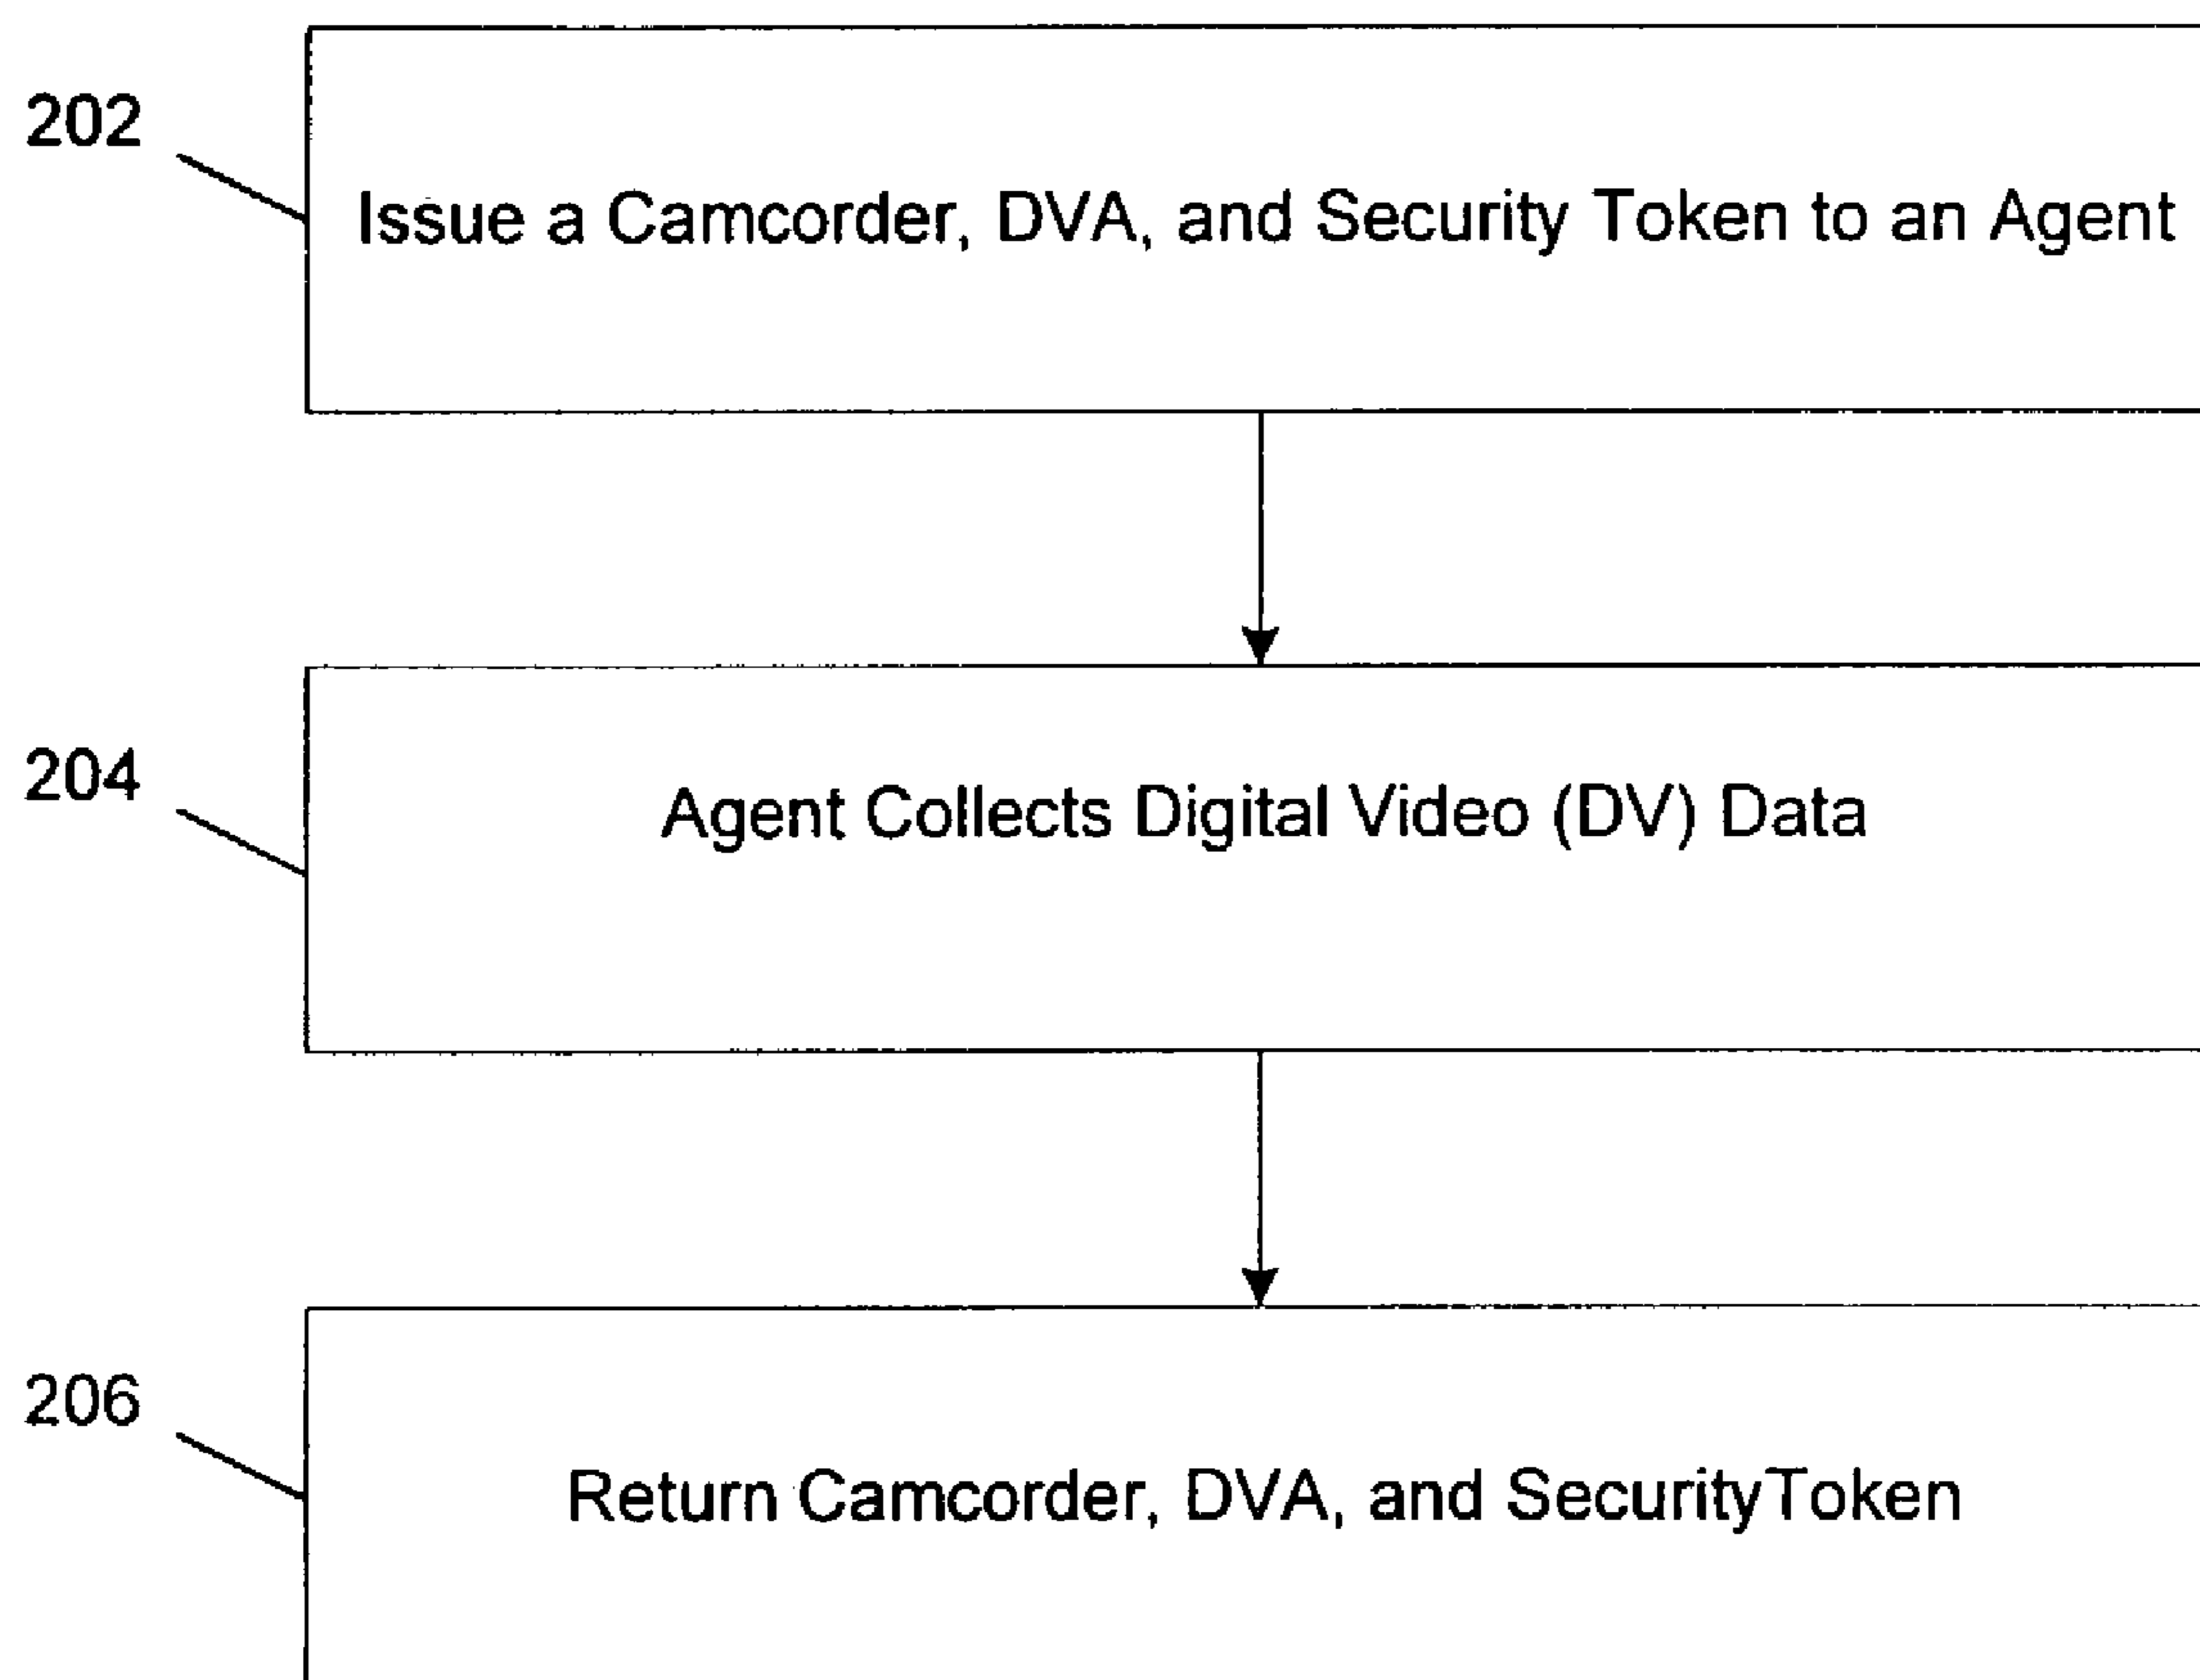 202
Issue a Camcorder, DVA, and Security Token to an Agent
204
Agent Collects Digital Video (DV) Data
206
Return Camcorder, DVA, and SecurityToken